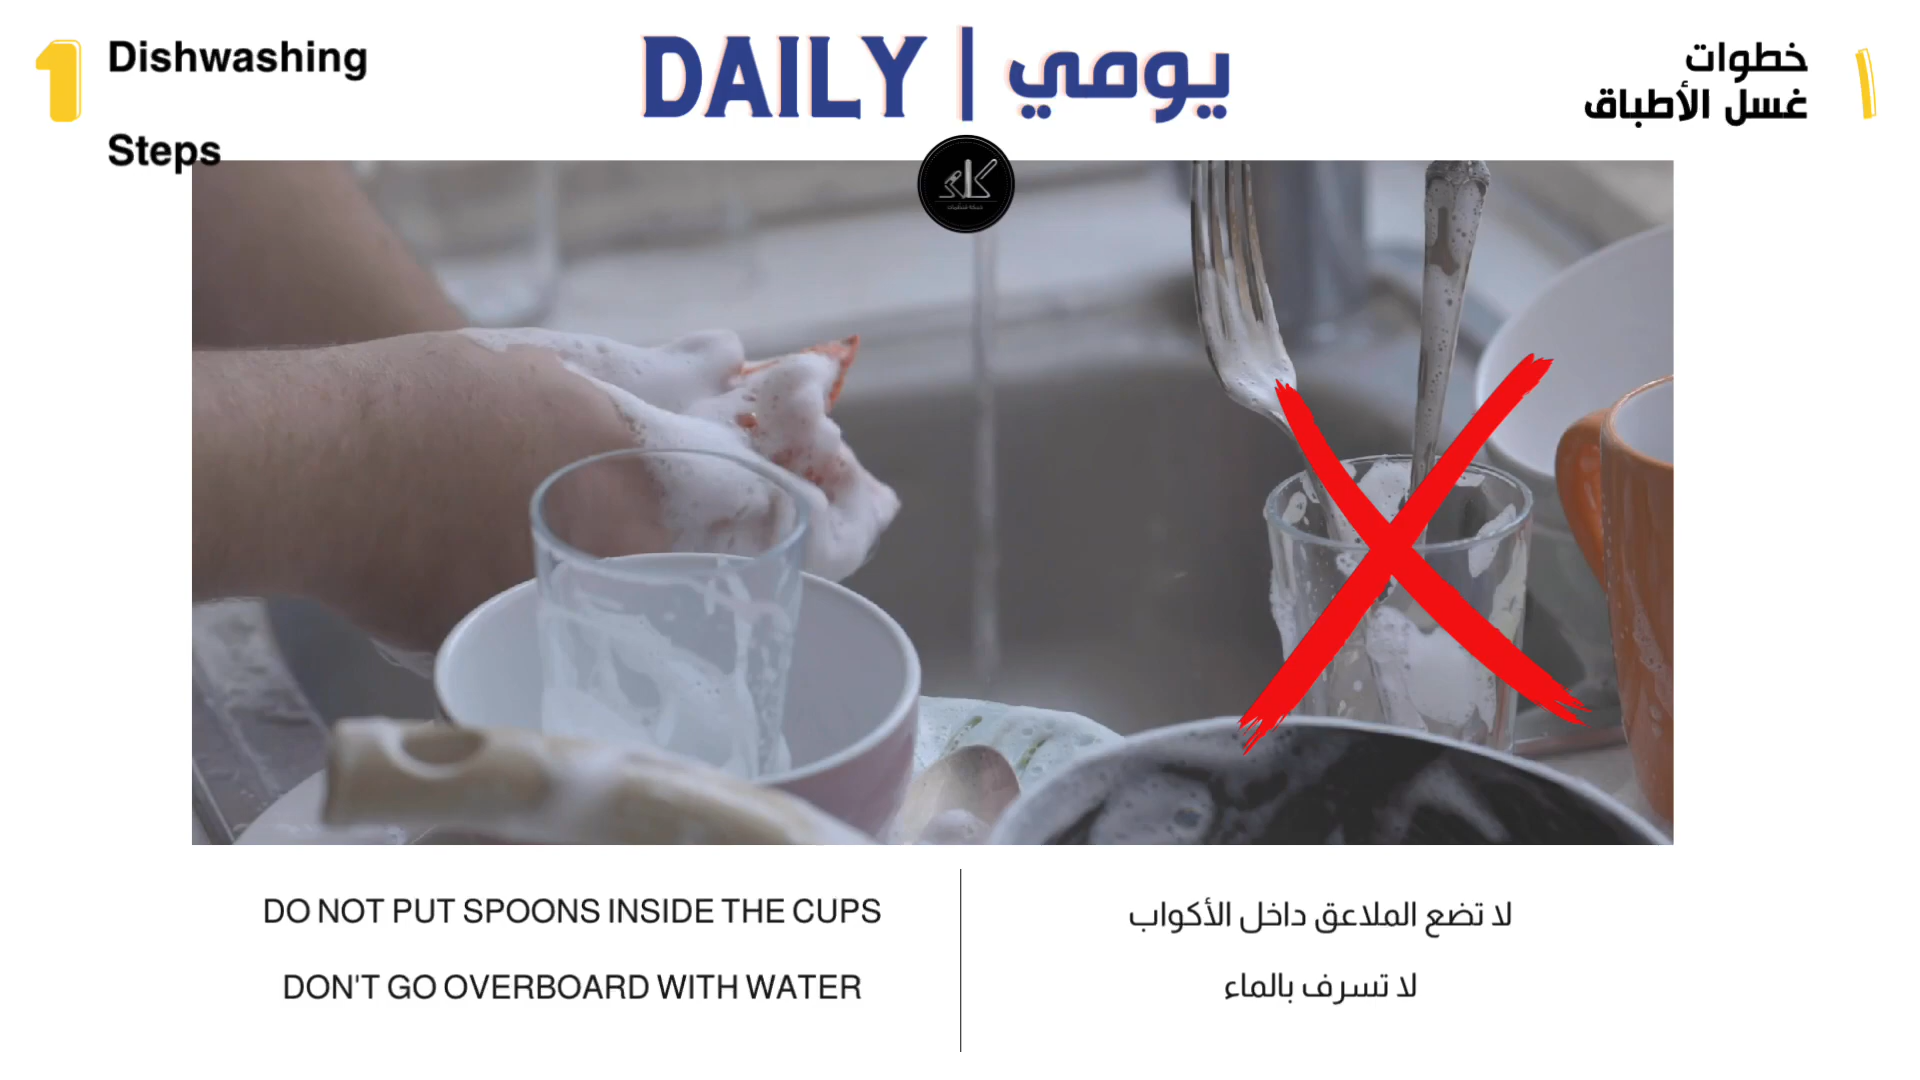 1
Dishwashing
Steps
DAILY | يومي
خطوات
غسل الأطباق
١
DO NOT PUT SPOONS INSIDE THE CUPS
DON'T GO OVERBOARD WITH WATER
لا تضع الملاعق داخل الأكواب
لا تسرف بالماء